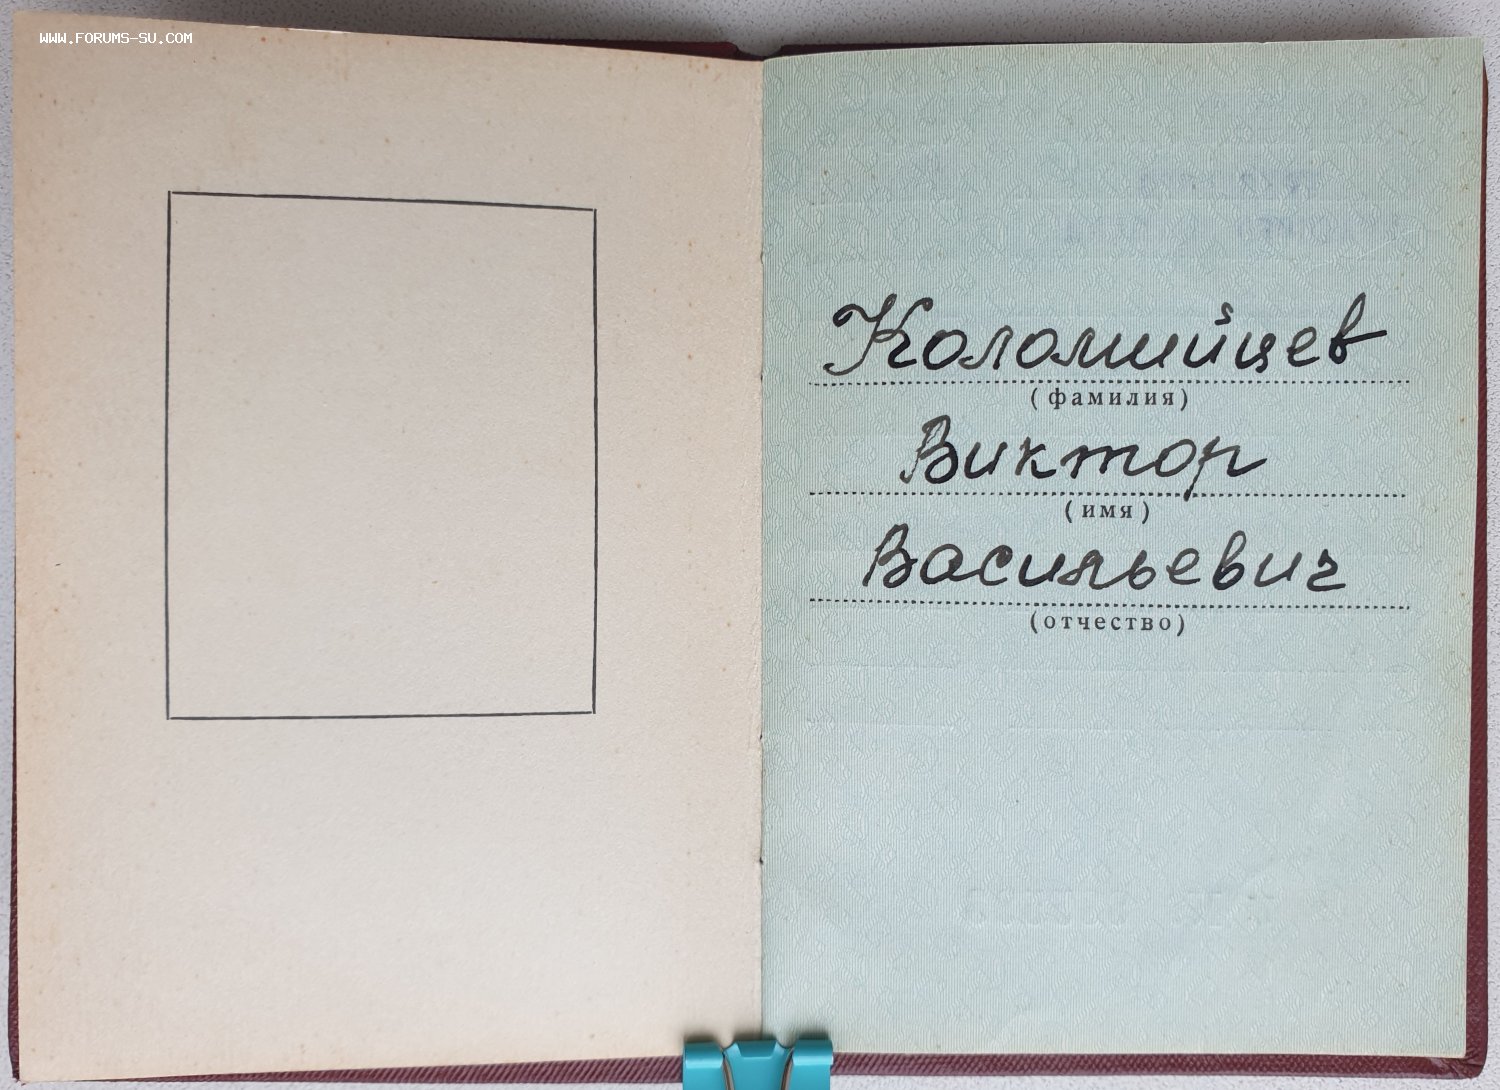 WWW.FORUMS-SU.COM
Коломийцев
(фамилия)
Виктор
(имя)
Васильевич
(отчество)